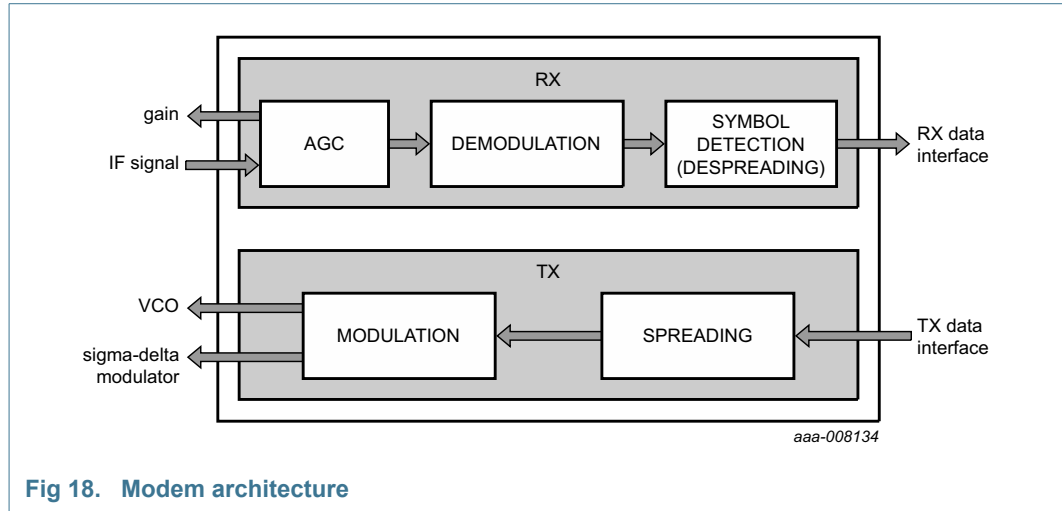 RX
gain
IF signal
AGC
DEMODULATION
SYMBOL
DETECTION
(DESPREADING)
RX data
interface
TX
VCO
sigma-delta
modulator
MODULATION
SPREADING
TX data
interface
aaa-008134
Fig 18. Modem architecture